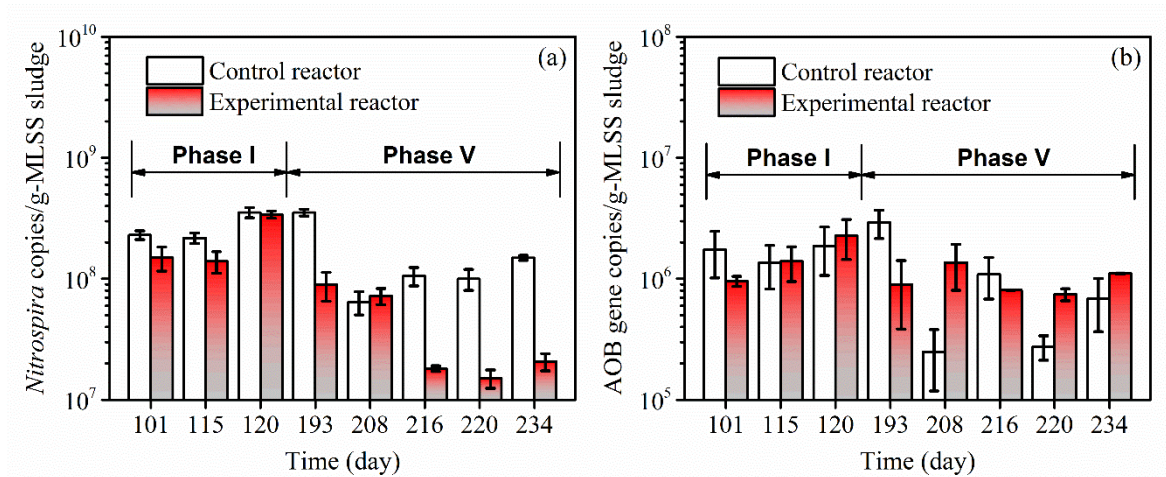 Nitrospira copies/g-MLSS sludge
10^10
10^9
10^8
10^7
(a)
Control reactor
Experimental reactor
Phase I
Phase V
101 115 120 193 208 216 220 234
Time (day)
AOB gene copies/g-MLSS sludge
10^8
10^7
10^6
10^5
(b)
Control reactor
Experimental reactor
Phase I
Phase V
101 115 120 193 208 216 220 234
Time (day)